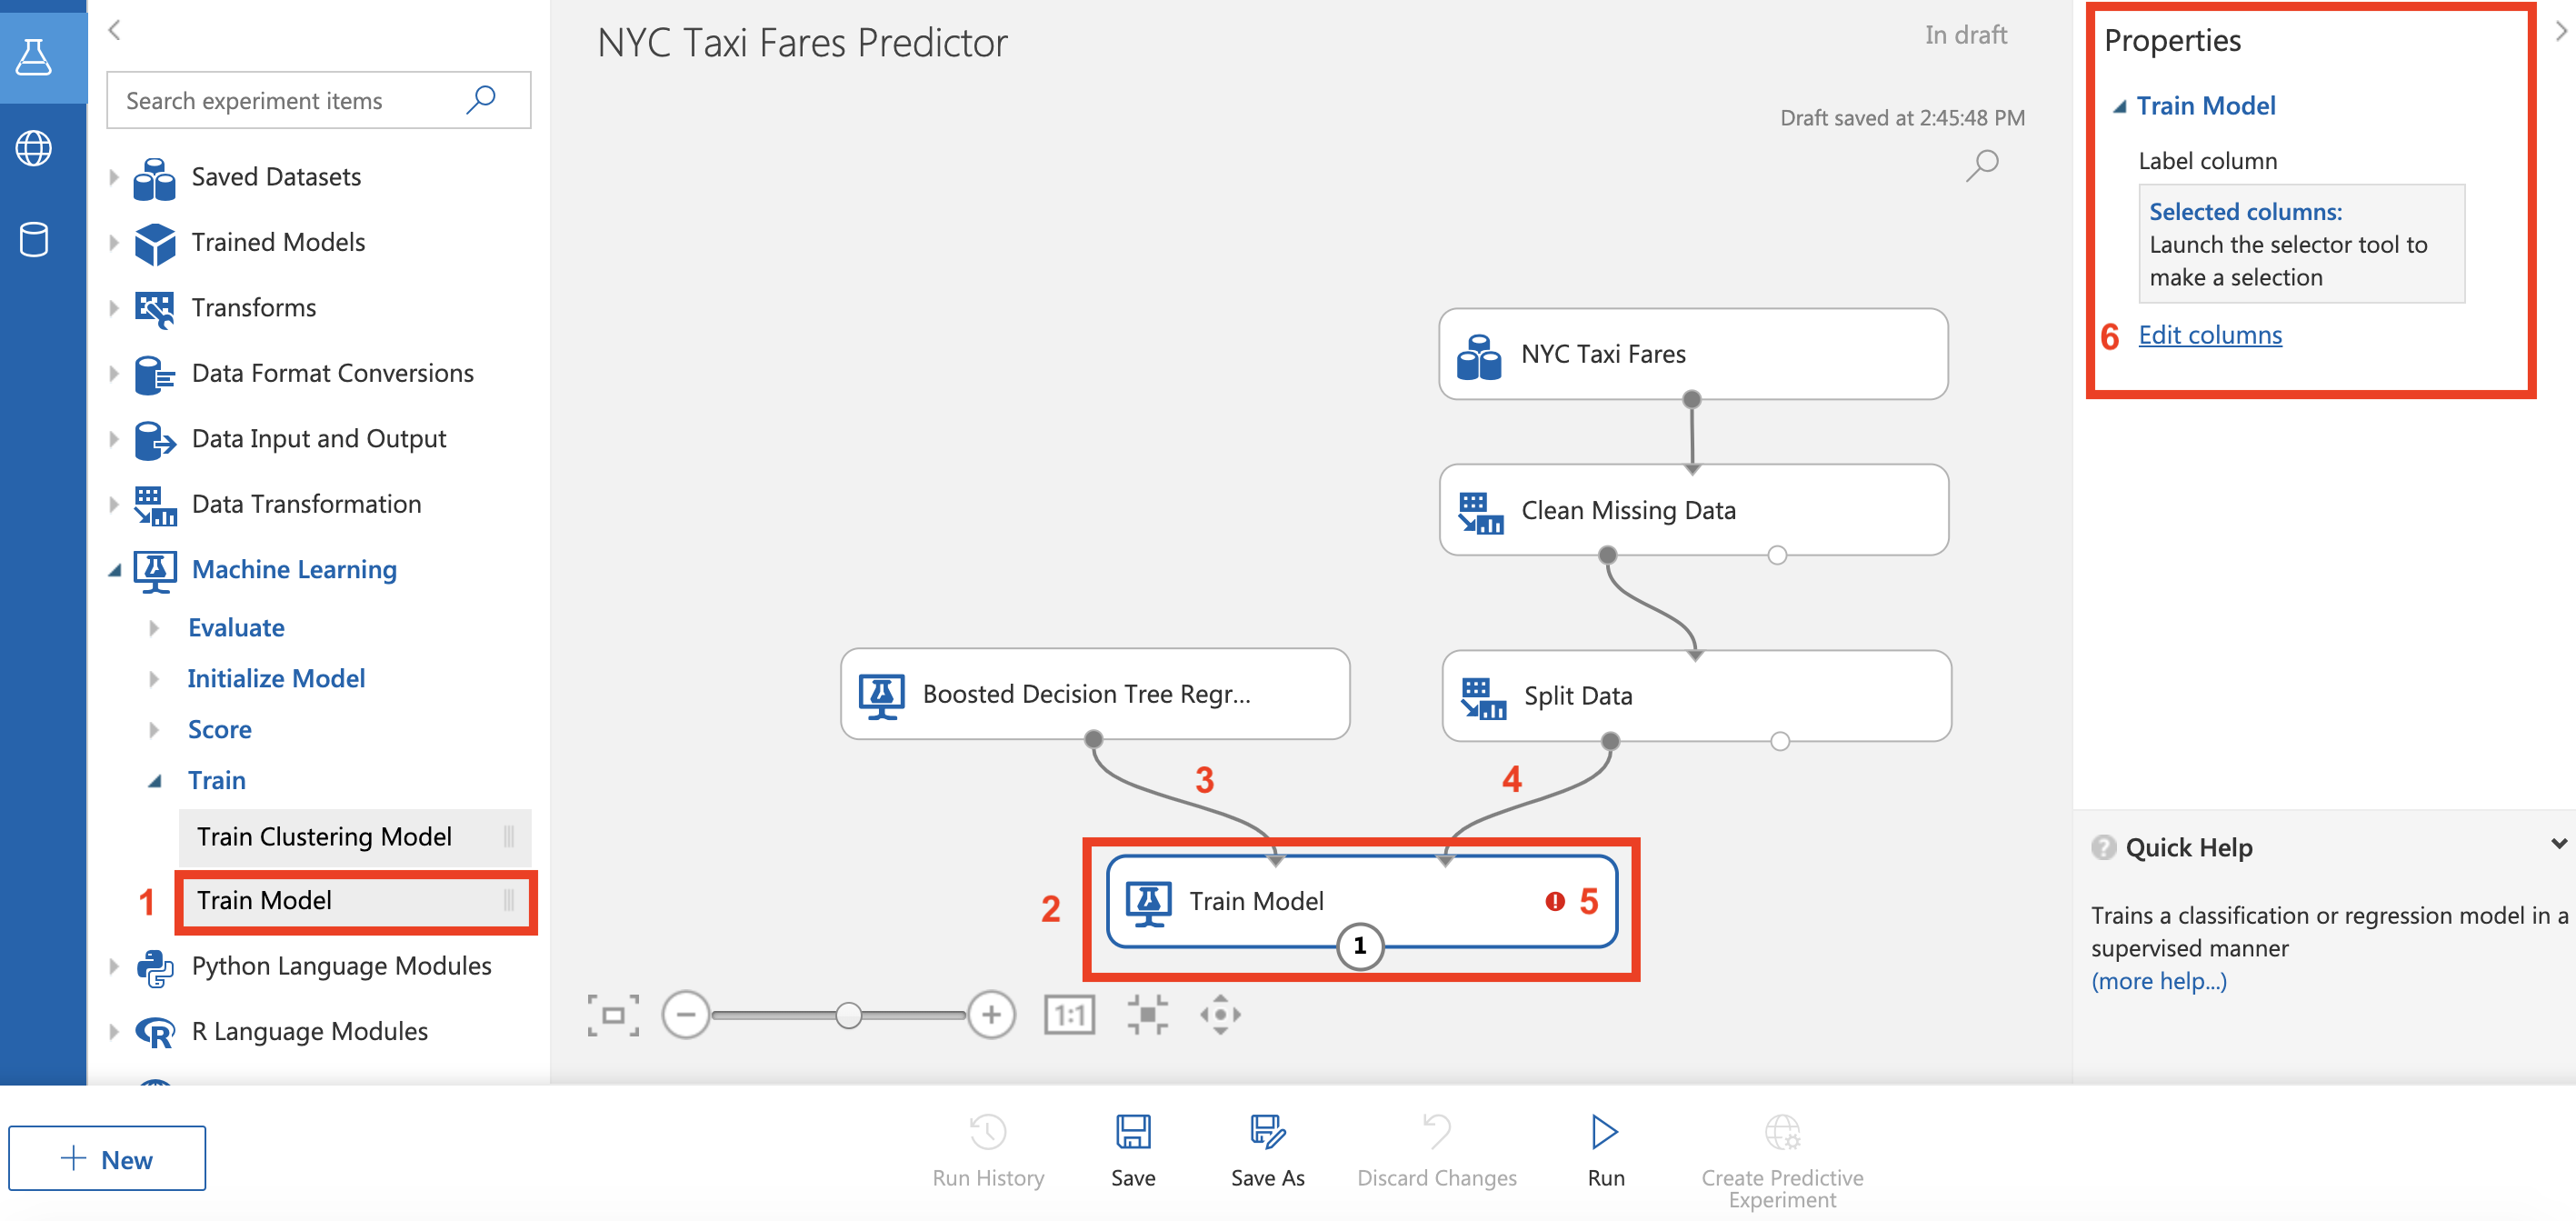 NYC Taxi Fares Predictor
In draft
Draft saved at 2:45:48 PM
Search experiment items
Saved Datasets
Trained Models
Transforms
Data Format Conversions
Data Input and Output
Data Transformation
Machine Learning
Evaluate
Initialize Model
Score
Train
Train Clustering Model
1 Train Model
Python Language Modules
R Language Modules
NYC Taxi Fares
Clean Missing Data
Boosted Decision Tree Regr...
Split Data
3
4
2
Train Model
5
1
1:1
Properties
Train Model
Label column
Selected columns:
Launch the selector tool to
make a selection
6 Edit columns
? Quick Help
Trains a classification or regression model in a
supervised manner
(more help...)
New
Run History
Save
Save As
Discard Changes
Run
Create Predictive
Experiment